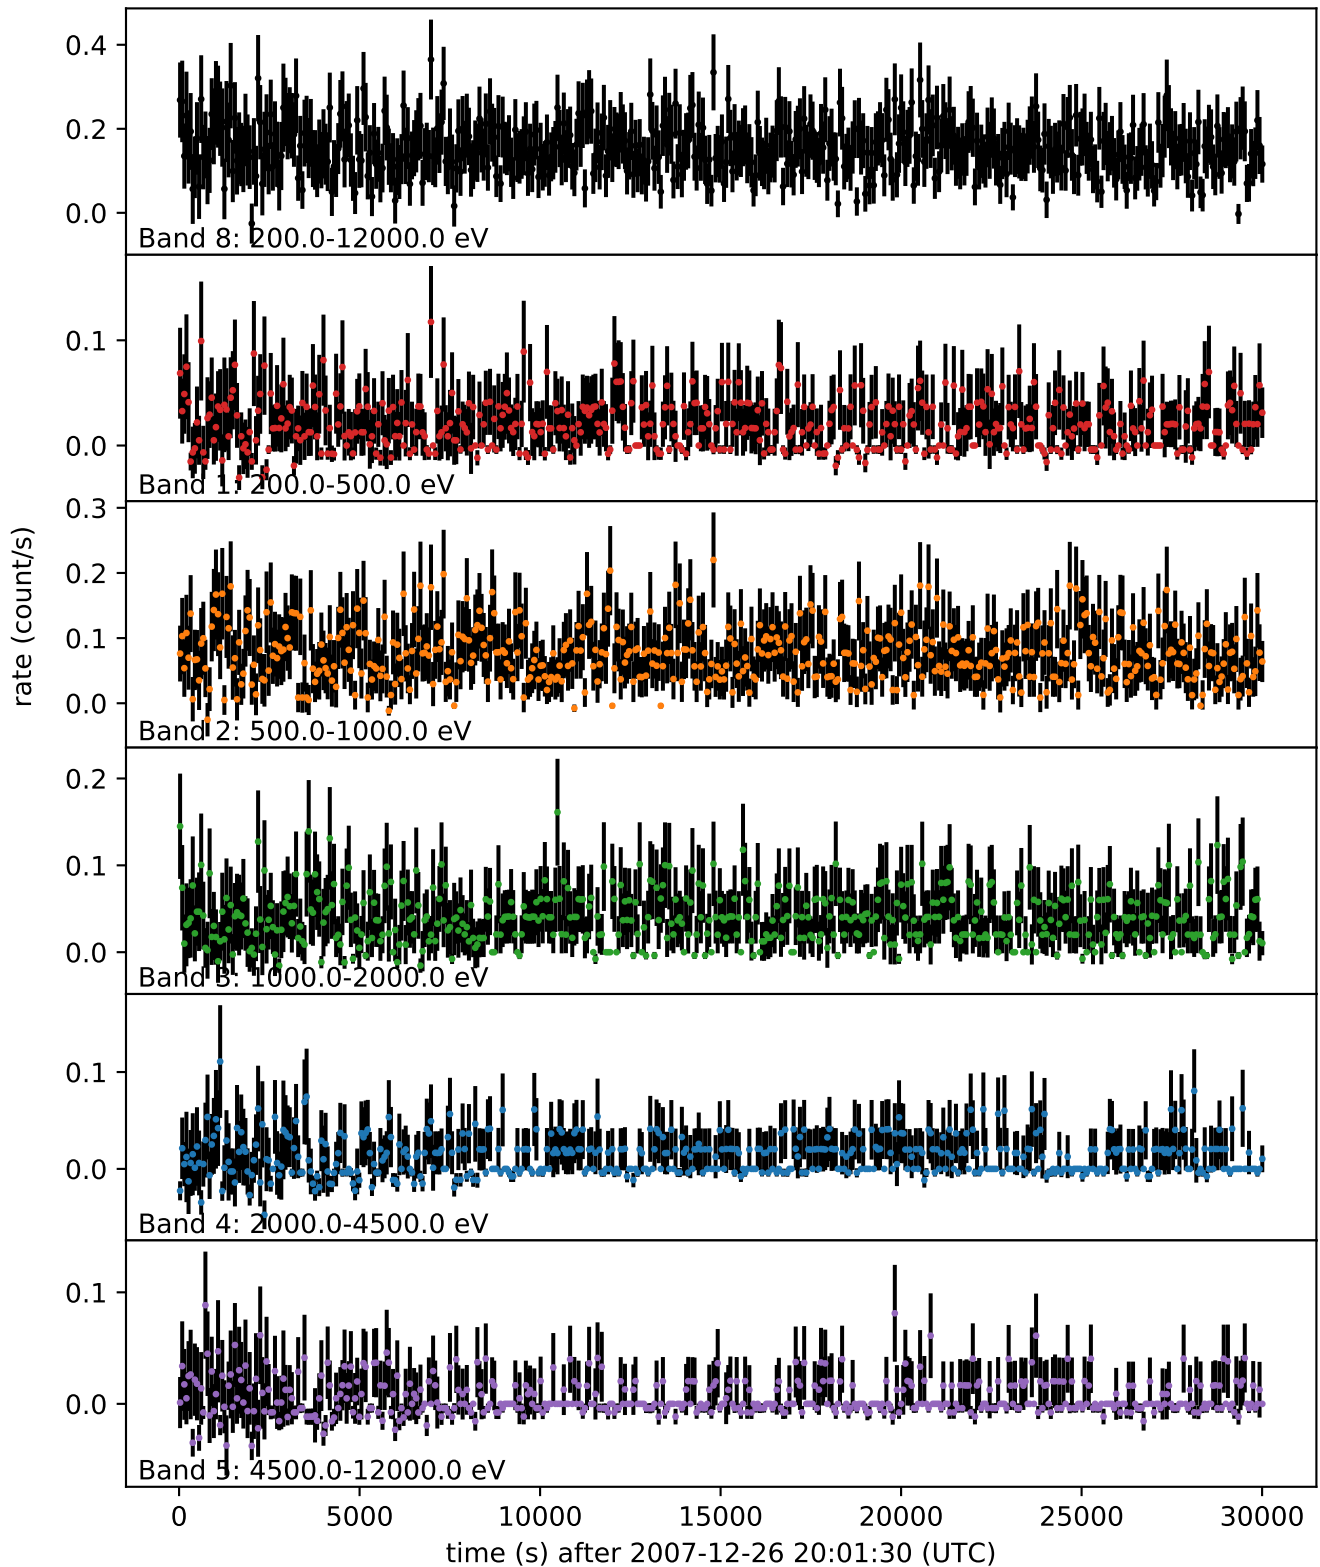 0.4
0.2
0.0
Band 8: 200.0-12000.0 eV
0.1
0.0
Band 1: 200.0-500.0 eV
rate (count/s)
0.3
0.2
0.1
0.0
Band 2: 500.0-1000.0 eV
0.2
0.1
0.0
Band 3: 1000.0-2000.0 eV
0.1
0.0
Band 4: 2000.0-4500.0 eV
0.1
0.0
Band 5: 4500.0-12000.0 eV
0 5000 10000 15000 20000 25000 30000
time (s) after 2007-12-26 20:01:30 (UTC)